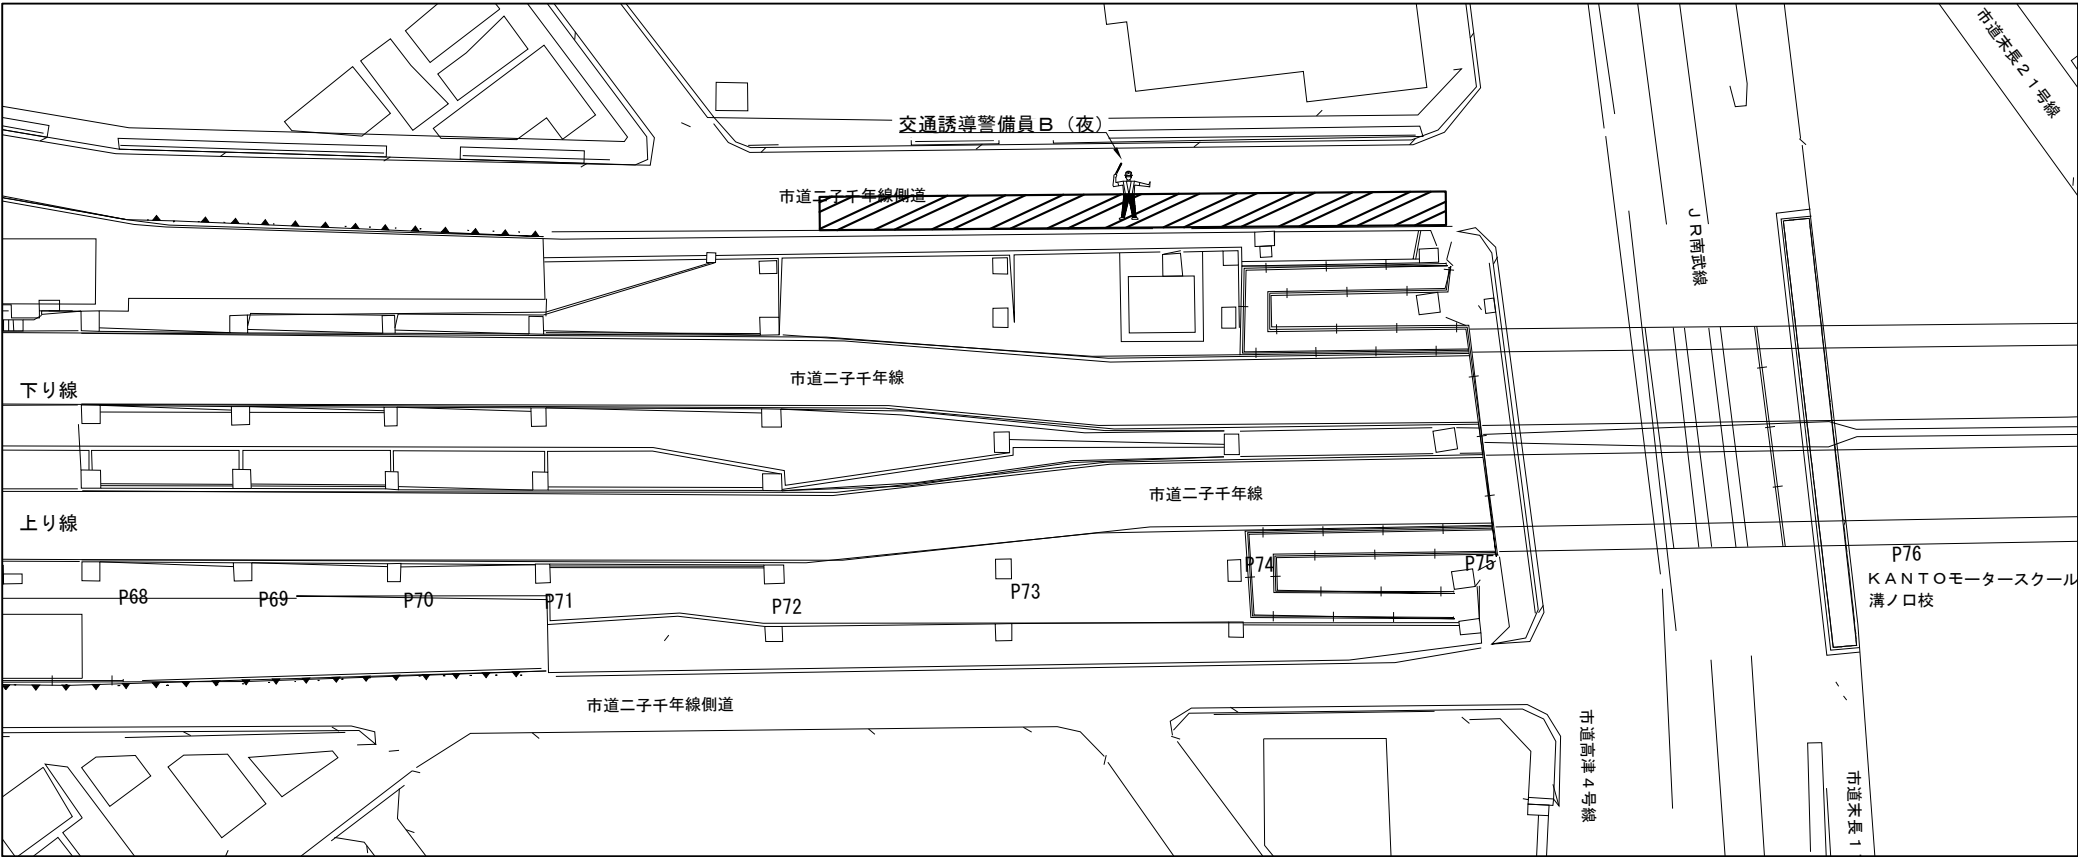 市道末長２１号線
交通誘導警備員Ｂ（夜）
市道二子千年線側道
ＪＲ南武線
下り線
市道二子千年線
市道二子千年線
上り線
P68
P69
P70
P71
P72
P73
P74
P75
P76
ＫＡＮＴＯモータースクール
溝ノ口校
市道二子千年線側道
市道高津４号線
市道末長１